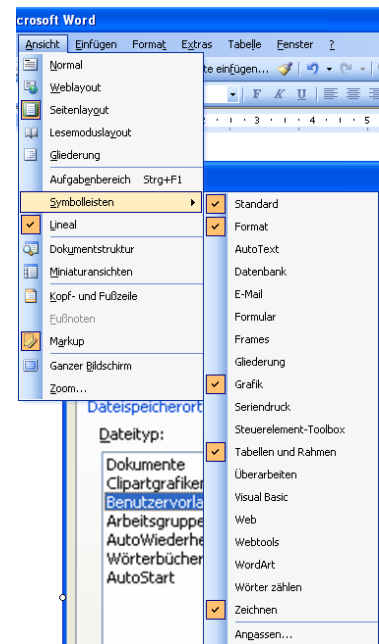 crosoft Word
Ansicht Einfügen Format Extras Tabelle Fenster ?
Normal
te einfügen...
Weblayout
F K U
Seitenlayout
3 4 5
Lesemoduslayout
Gliederung
Aufgabenbereich Strg+F1
Symbolleisten
Lineal
Dokumentstruktur
Miniaturansichten
Kopf- und Fußzeile
Fußnoten
Markup
Ganzer Bildschirm
Zoom...
Standard
Format
AutoText
Datenbank
E-Mail
Formular
Frames
Gliederung
Grafik
Seriendruck
Steuerelement-Toolbox
Tabellen und Rahmen
Überarbeiten
Visual Basic
Web
Webtools
WordArt
Wörter zählen
Zeichnen
Anpassen...
Dateispeicherort
Dateityp:
Dokumente
Clipartgrafiken
Benutzervorla
Arbeitsgruppe
AutoWiederhe
Wörterbücher
AutoStart